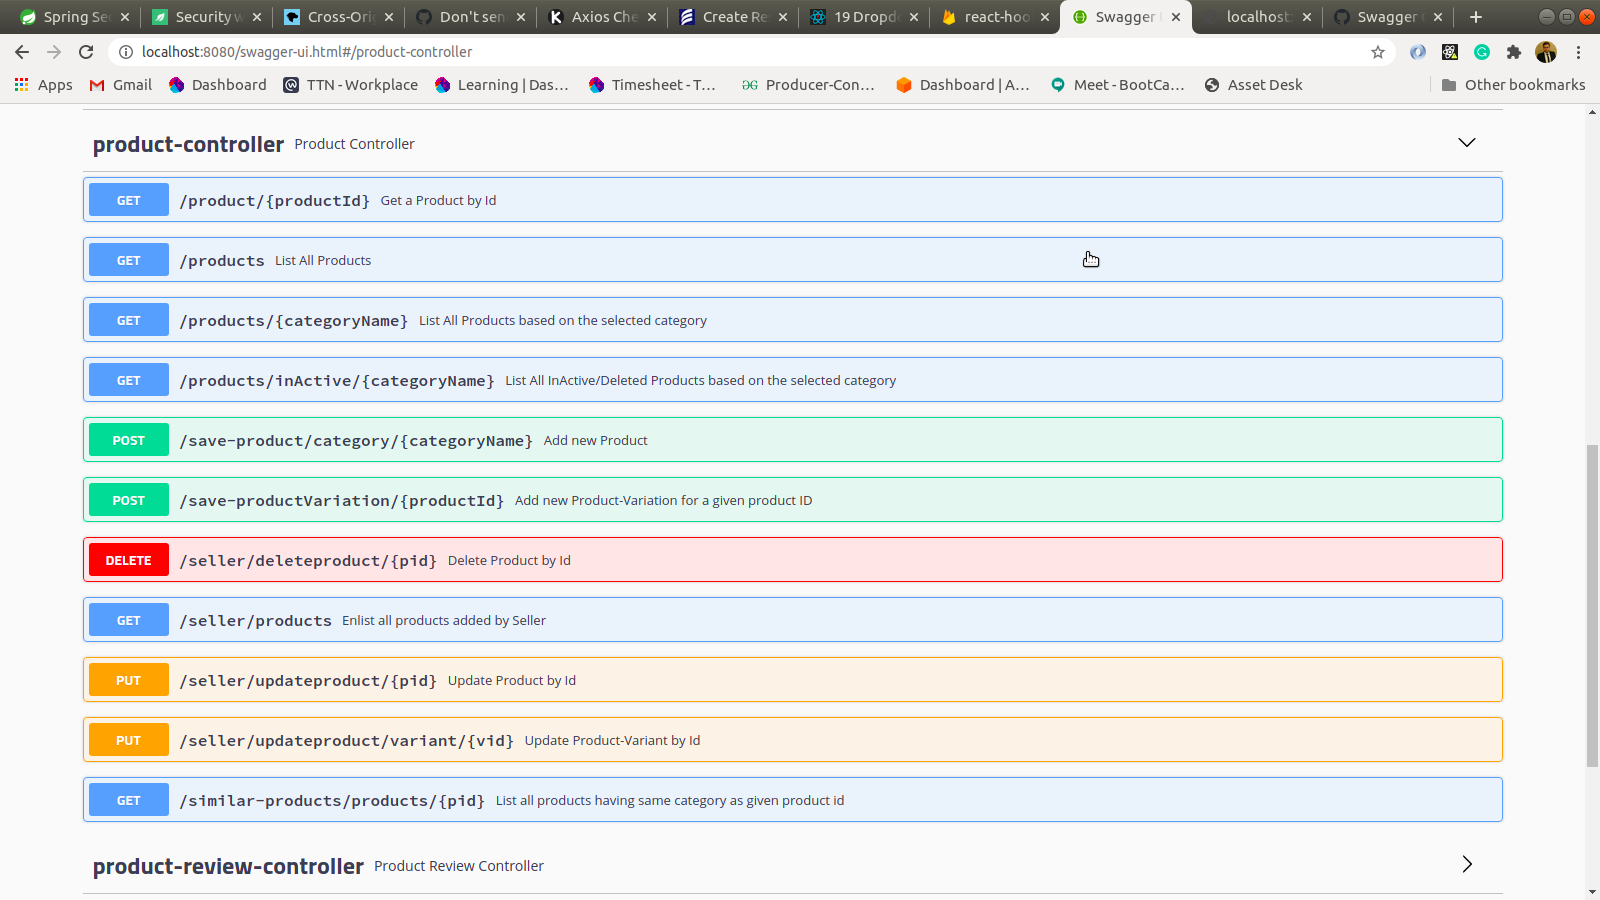 Spring Se
Security w
Cross-Ori
Don't sen
Axios Che
Create Re
19 Dropd
react-hoo
Swagger
localhost:
Swagger
localhost:8080/swagger-ui.html#/product-controller
Apps
Gmail
Dashboard
TTN - Workplace
Learning | Das...
Timesheet - T...
Producer-Con...
Dashboard | A...
Meet - BootCa...
Asset Desk
Other bookmarks
product-controller Product Controller
GET /product/{productId} Get a Product by Id
GET /products List All Products
GET /products/{categoryName} List All Products based on the selected category
GET /products/inActive/{categoryName} List All InActive/Deleted Products based on the selected category
POST /save-product/category/{categoryName} Add new Product
POST /save-productVariation/{productId} Add new Product-Variation for a given product ID
DELETE /seller/deleteproduct/{pid} Delete Product by Id
GET /seller/products Enlist all products added by Seller
PUT /seller/updateproduct/{pid} Update Product by Id
PUT /seller/updateproduct/variant/{vid} Update Product-Variant by Id
GET /similar-products/products/{pid} List all products having same category as given product id
product-review-controller Product Review Controller